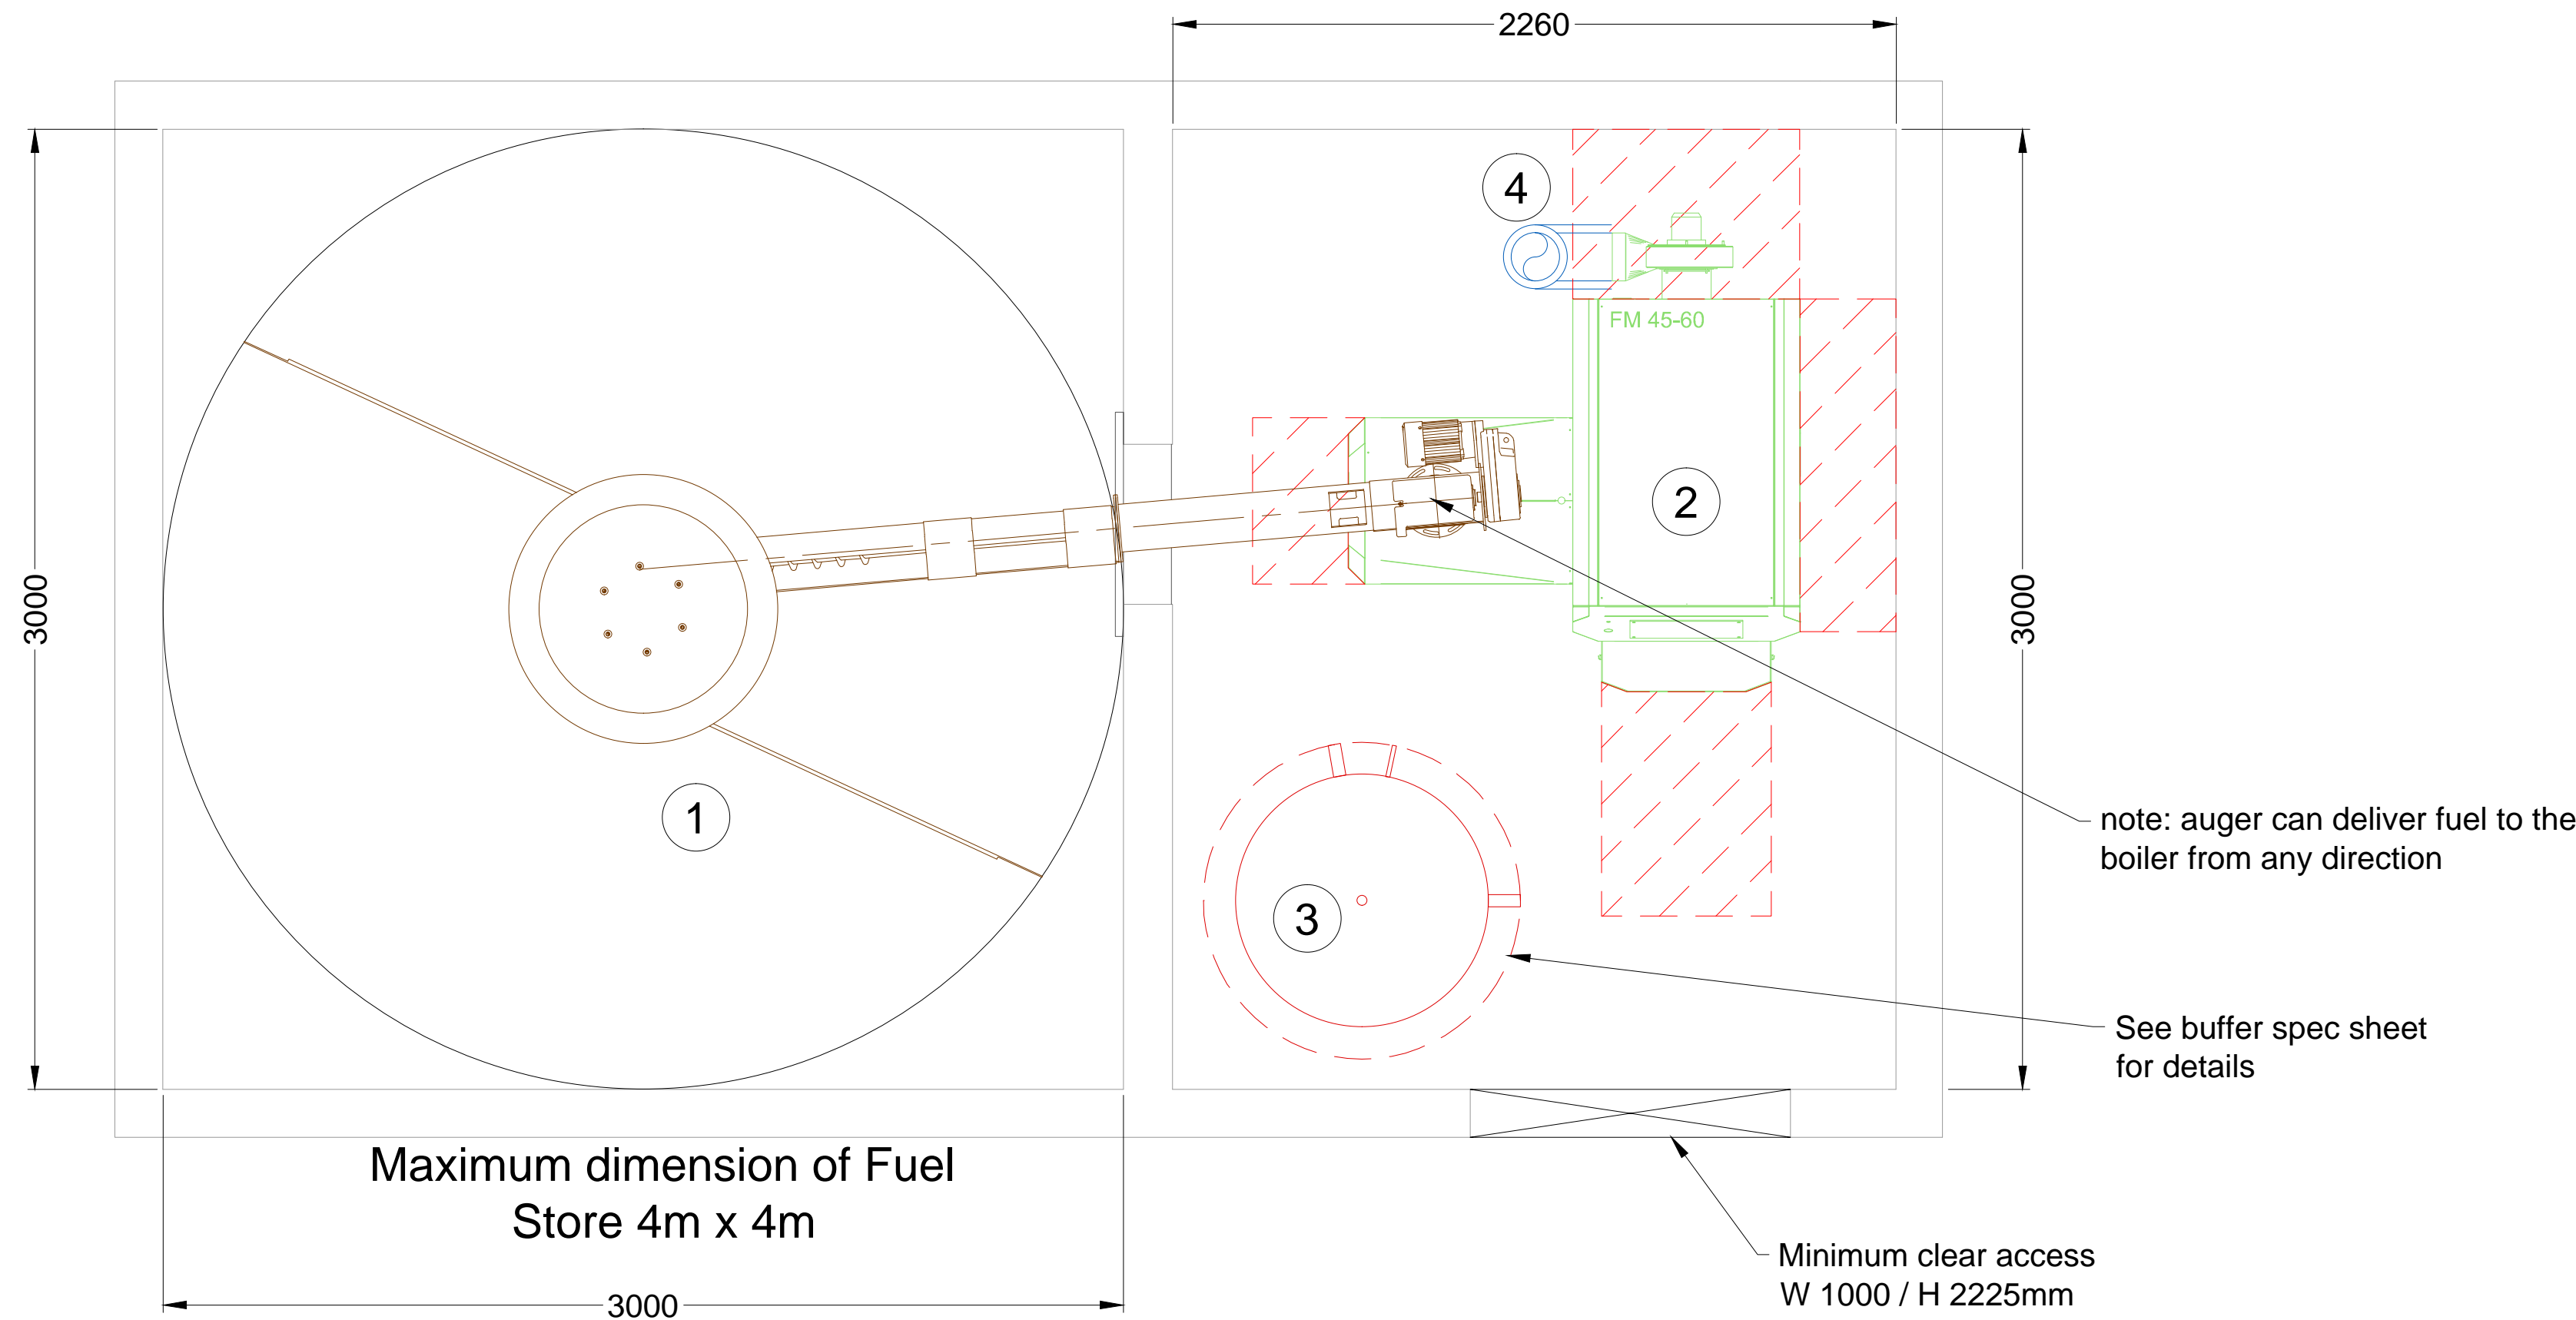 2260
4
FM 45-60
2
3000
3000
1
3
note: auger can deliver fuel to the
boiler from any direction
See buffer spec sheet
for details
Maximum dimension of Fuel
Store 4m x 4m
Minimum clear access
W 1000 / H 2225mm
3000